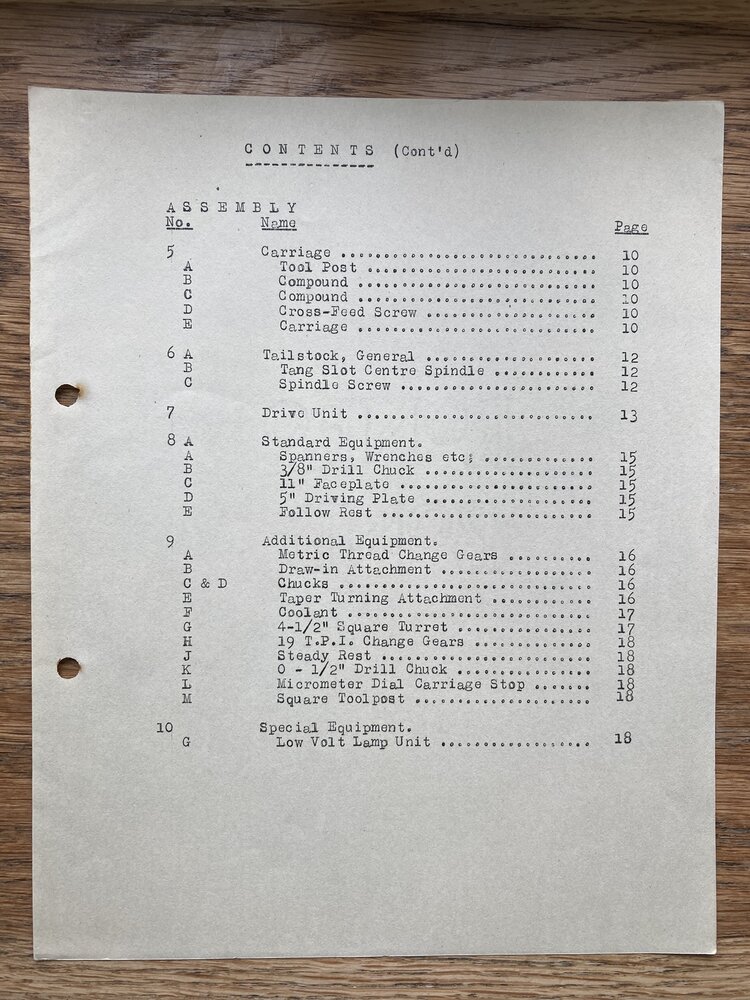 C O N T E N T S (Cont'd)
A S S E M B L Y
No. Name Page
5 Carriage .............................. 10
A Tool Post ........................... 10
B Compound ............................ 10
C Compound ............................ 10
D Cross-Feed Screw .................... 10
E Carriage ............................ 10
6 A Tailstock, General .................... 12
B Tang Slot Centre Spindle ............ 12
C Spindle Screw ....................... 12
7 Drive Unit ............................ 13
8 A Standard Equipment.
A Spanners, Wrenches etc; ............. 15
B 3/8" Drill Chuck .................... 15
C 11" Faceplate ....................... 15
D 5" Driving Plate .................... 15
E Follow Rest ......................... 15
9 Additional Equipment.
A Metric Thread Change Gears .......... 16
B Draw-in Attachment .................. 16
C & D Chucks .............................. 16
E Taper Turning Attachment ............ 16
F Coolant ............................. 17
G 4-1/2" Square Turret ................ 17
H 19 T.P.I. Change Gears .............. 18
J Steady Rest ......................... 18
K 0 - 1/2" Drill Chuck ................ 18
L Micrometer Dial Carriage Stop ....... 18
M Square Toolpost ..................... 18
10 Special Equipment.
G Low Volt Lamp Unit .................. 18